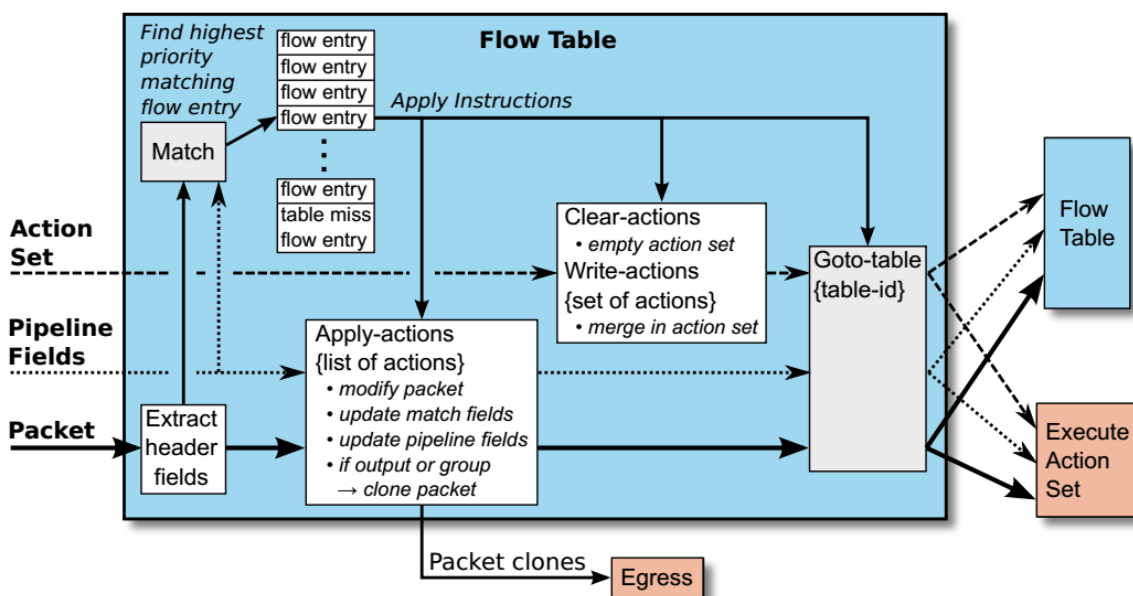 Find highest
priority
matching
flow entry
flow entry
flow entry
flow entry
flow entry
Flow Table
Apply Instructions
Match
flow entry
table miss
flow entry
Action
Set
Clear-actions
• empty action set
Write-actions
{set of actions}
• merge in action set
Goto-table
{table-id}
Flow
Table
Pipeline
Fields
Apply-actions
{list of actions}
• modify packet
• update match fields
• update pipeline fields
• if output or group
→ clone packet
Packet
Extract
header
fields
Execute
Action
Set
Packet clones
Egress